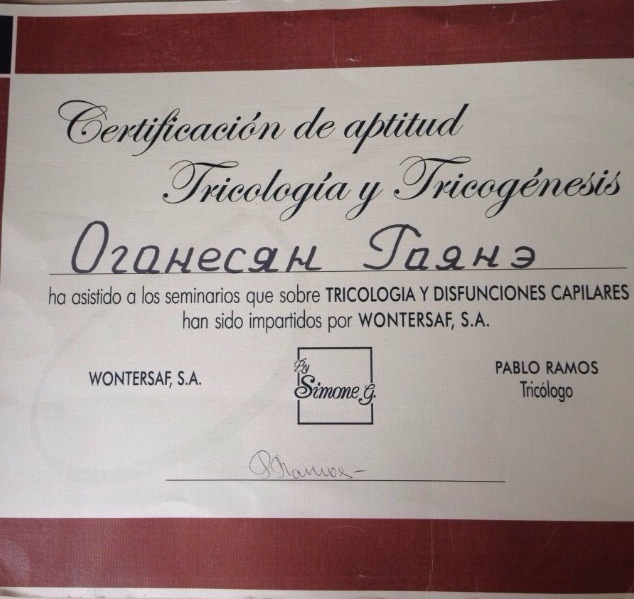 Certificación de aptitud
Tricología y Tricogénesis
Оганесян Гаянэ
ha asistido a los seminarios que sobre TRICOLOGIA Y DISFUNCIONES CAPILARES
han sido impartidos por WONTERSAF, S.A.
WONTERSAF, S.A.
By
Simone G.
PABLO RAMOS
Tricólogo
PRamos